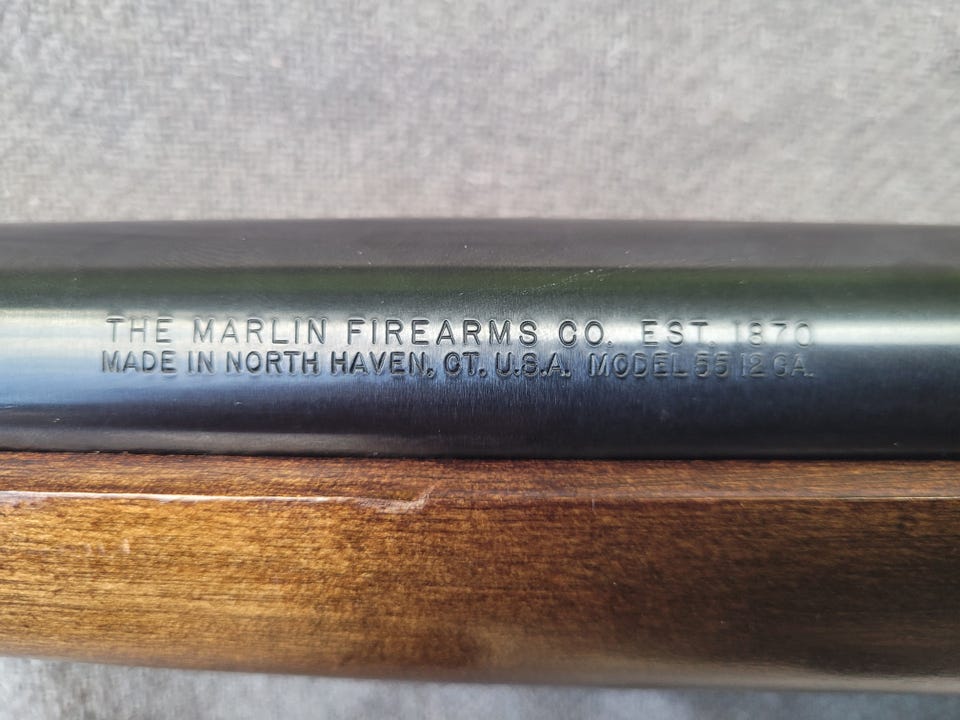 THE MARLIN FIREARMS CO. EST. 1870
MADE IN NORTH HAVEN, CT. U.S.A. MODEL 55 12 GA.